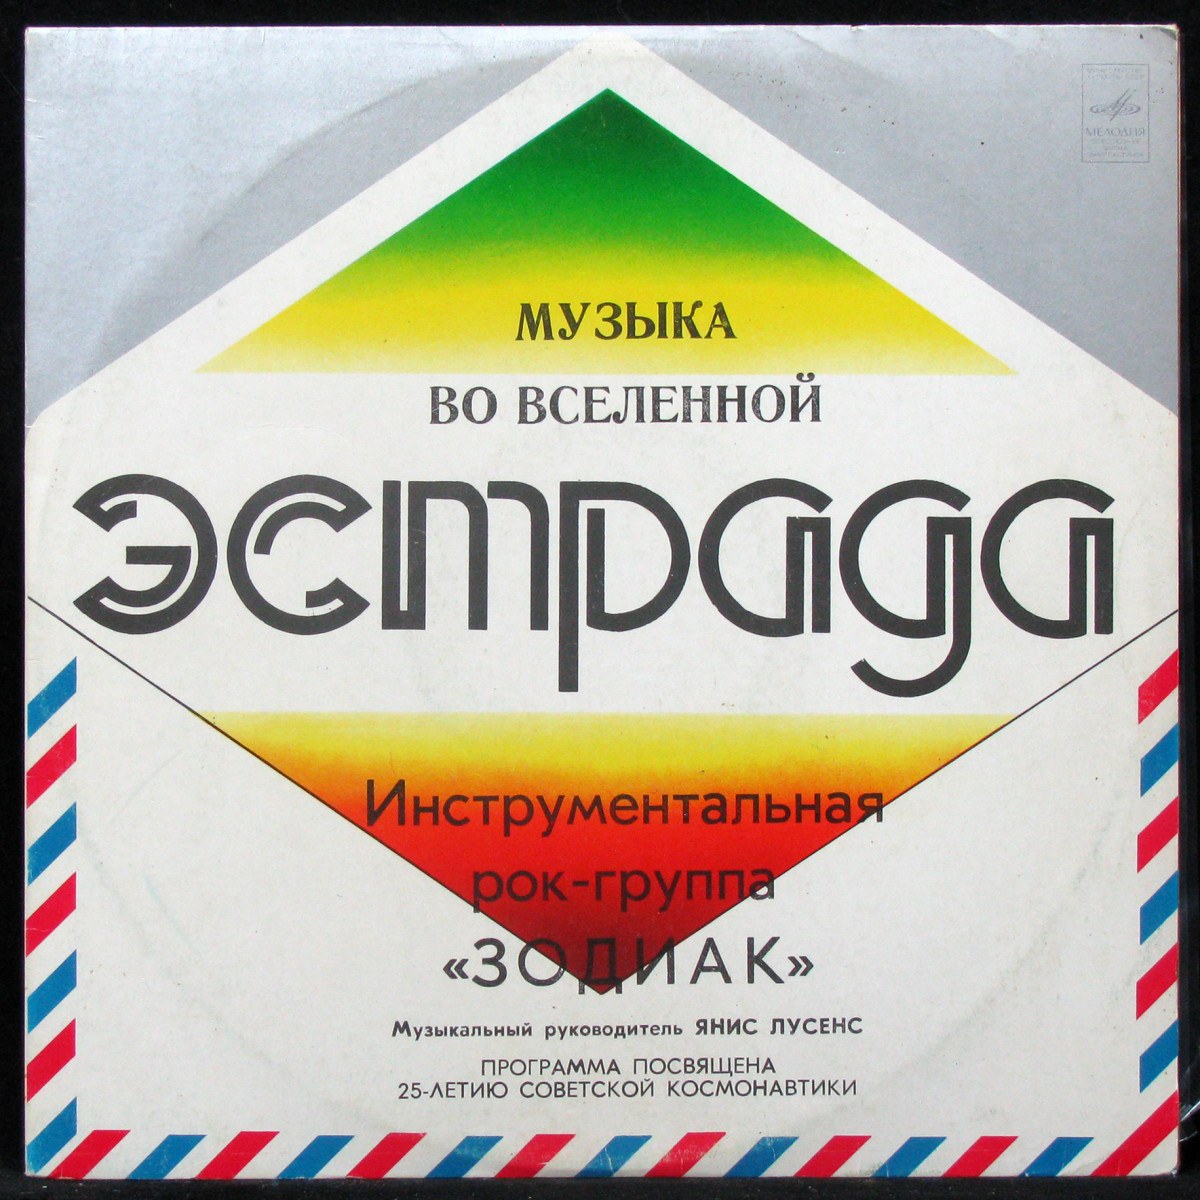 МЕЛОДИЯ
МУЗЫКА
ВО ВСЕЛЕННОЙ
эстрада
Инструментальная
рок-группа
«ЗОДИАК»
Музыкальный руководитель ЯНИС ЛУСЕНС
ПРОГРАММА ПОСВЯЩЕНА
25-ЛЕТИЮ СОВЕТСКОЙ КОСМОНАВТИКИ